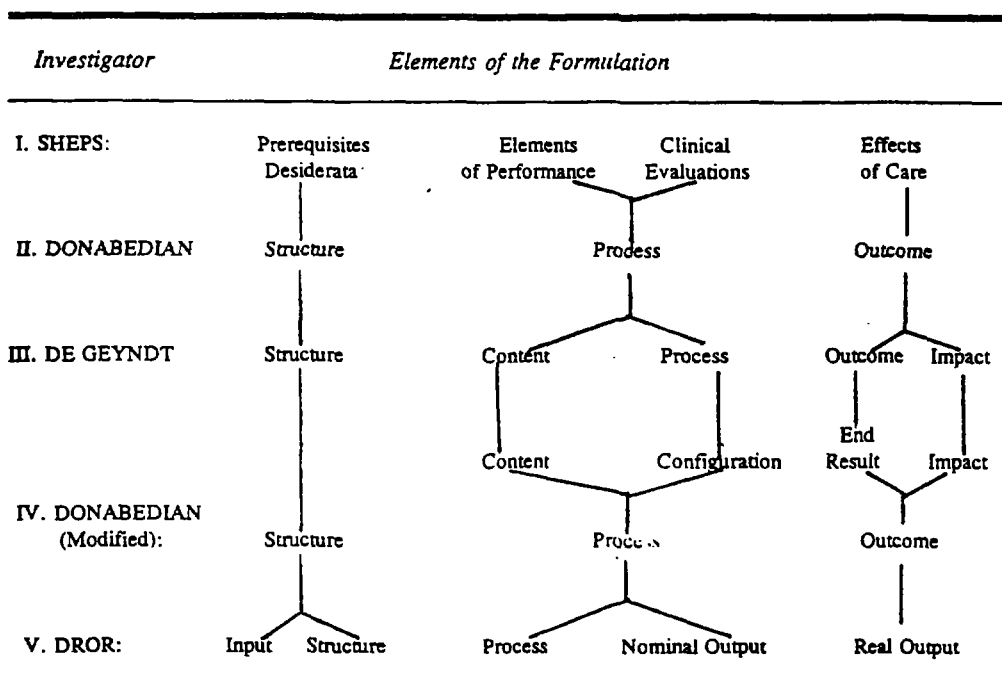 Investigator Elements of the Formulation
I. SHEPS: Prerequisites Elements Clinical Effects
Desiderata of Performance Evaluations of Care
II. DONABEDIAN Structure Process Outcome
III. DE GEYNDT Structure Content Process Outcome Impact
End
Content Configuration Result Impact
IV. DONABEDIAN
(Modified): Structure Process Outcome
V. DROR: Input Structure Process Nominal Output Real Output